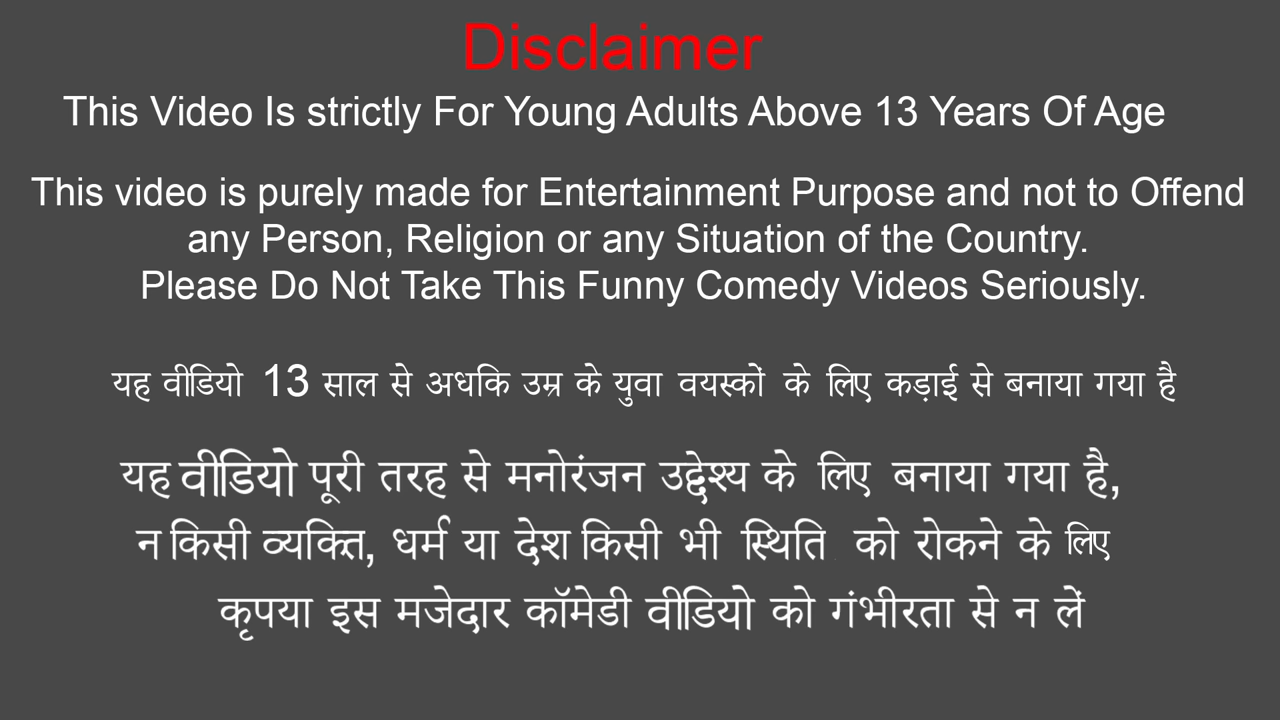 Disclaimer
This Video Is strictly For Young Adults Above 13 Years Of Age
This video is purely made for Entertainment Purpose and not to Offend
any Person, Religion or any Situation of the Country.
Please Do Not Take This Funny Comedy Videos Seriously.
यह वीडियो 13 साल से अधकि उम्र के युवा वयस्कों के लिए कड़ाई से बनाया गया है
यह वीडियो पूरी तरह से मनोरंजन उद्देश्य के लिए बनाया गया है,
न किसी व्यक्ति, धर्म या देश किसी भी स्थिति को रोकने के लिए
कृपया इस मजेदार कॉमेडी वीडियो को गंभीरता से न लें